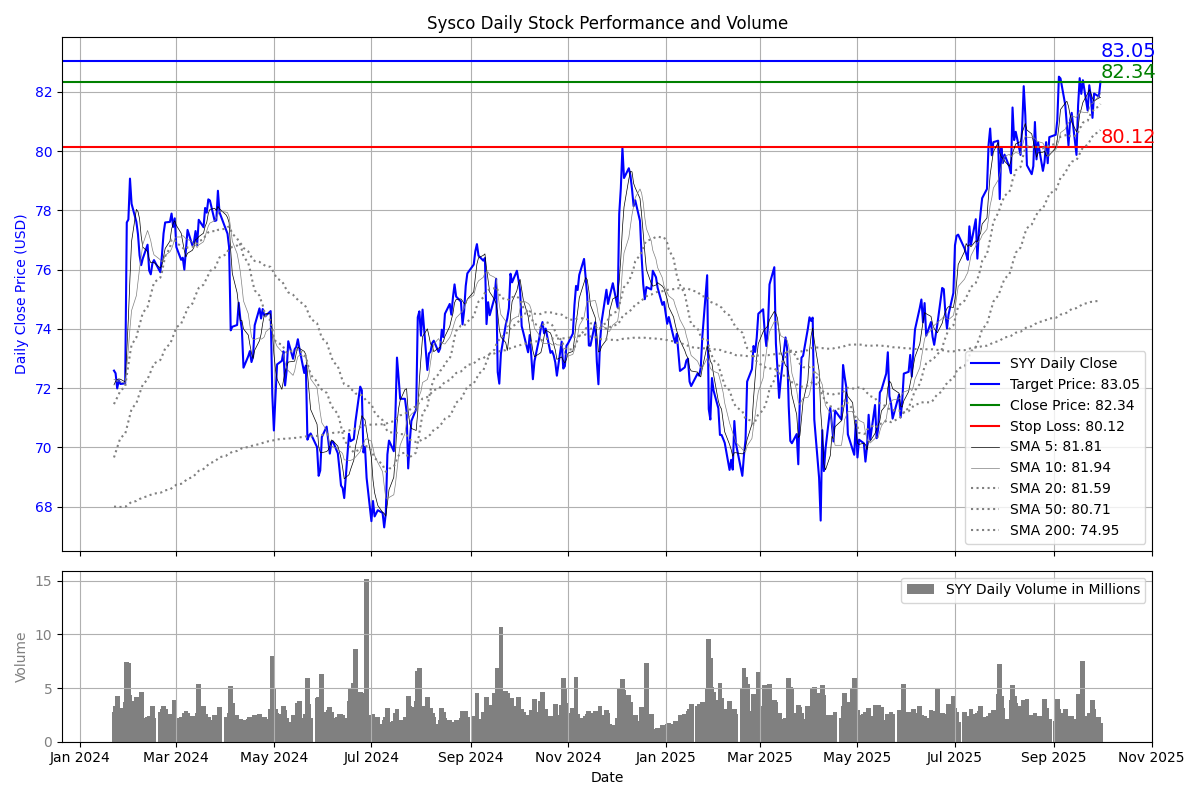 Sysco Daily Stock Performance and Volume
83.05
82.34
80.12
Daily Close Price (USD)
82
80
78
76
74
72
70
68
SYY Daily Close
Target Price: 83.05
Close Price: 82.34
Stop Loss: 80.12
SMA 5: 81.81
SMA 10: 81.94
SMA 20: 81.59
SMA 50: 80.71
SMA 200: 74.95
Volume
15
10
5
0
SYY Daily Volume in Millions
Jan 2024 Mar 2024 May 2024 Jul 2024 Sep 2024 Nov 2024 Jan 2025 Mar 2025 May 2025 Jul 2025 Sep 2025 Nov 2025
Date